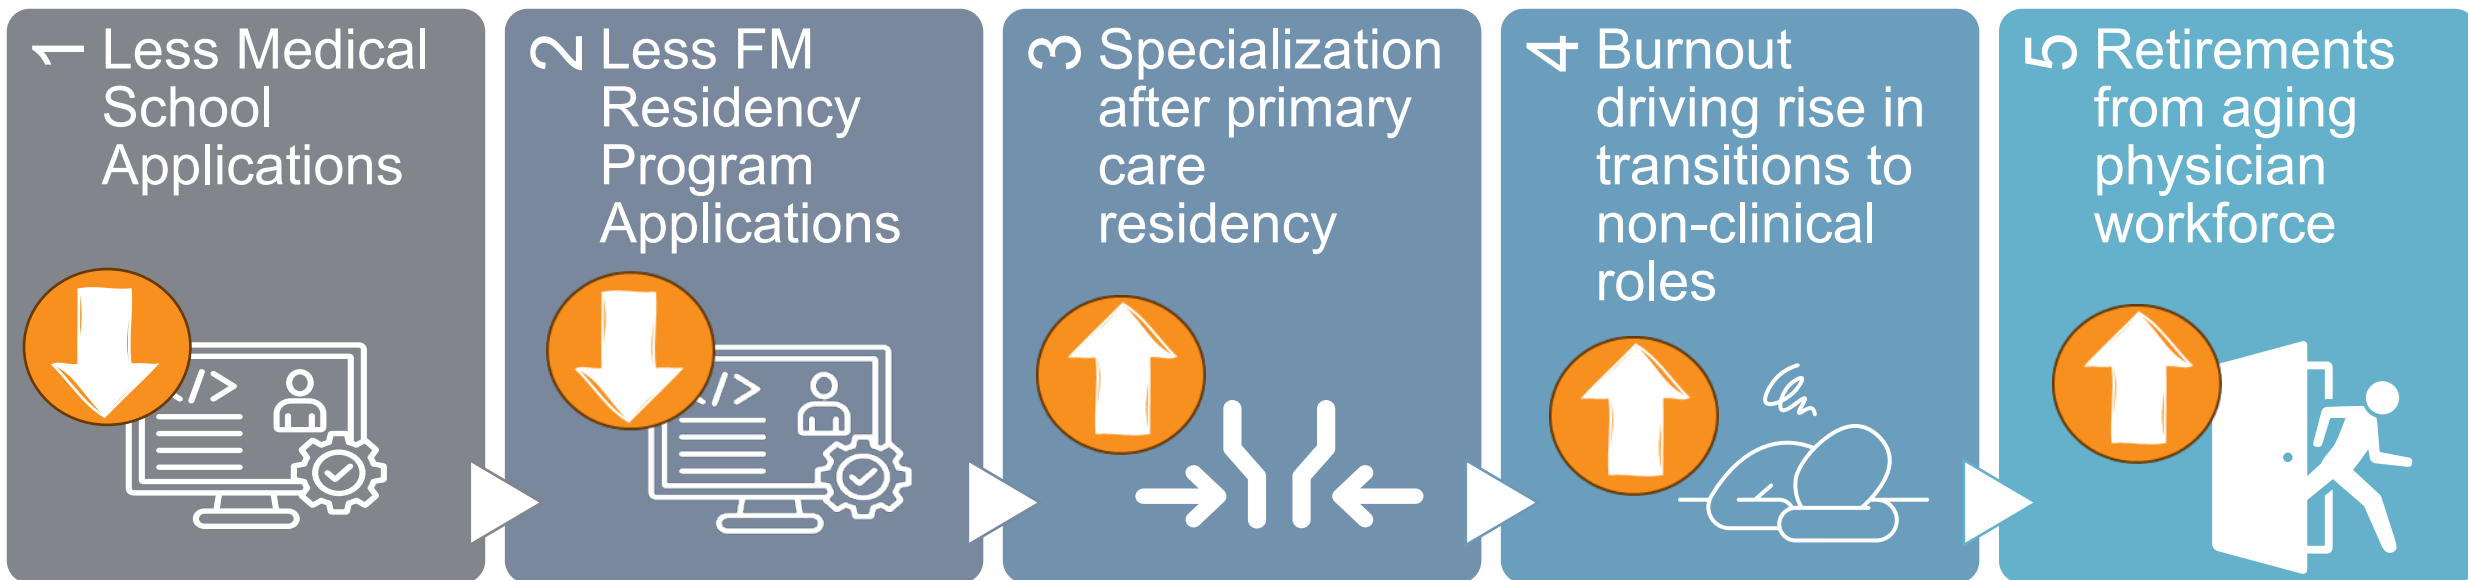 1 Less Medical
School
Applications
2 Less FM
Residency
Program
Applications
3 Specialization
after primary
care
residency
4 Burnout
driving rise in
transitions to
non-clinical
roles
5 Retirements
from aging
physician
workforce